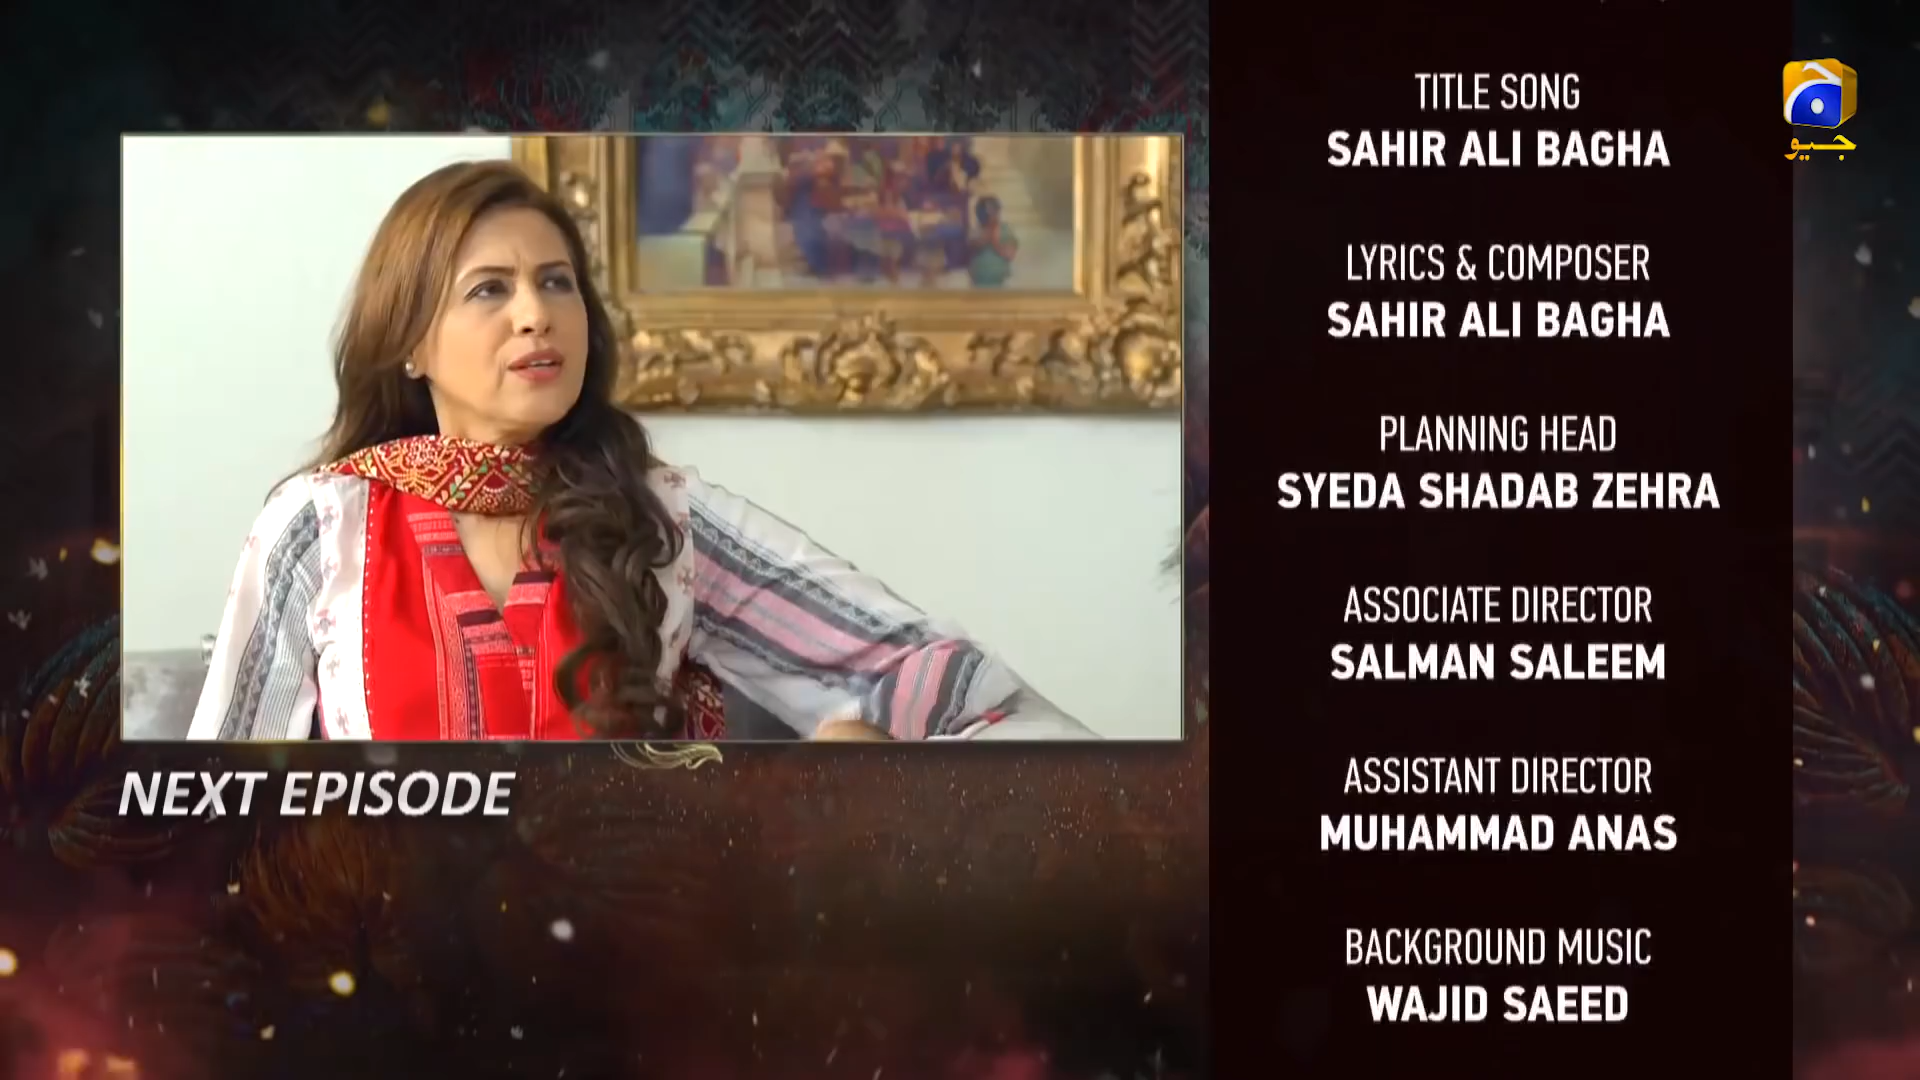 TITLE SONG
SAHIR ALI BAGHA
LYRICS & COMPOSER
SAHIR ALI BAGHA
PLANNING HEAD
SYEDA SHADAB ZEHRA
ASSOCIATE DIRECTOR
SALMAN SALEEM
ASSISTANT DIRECTOR
MUHAMMAD ANAS
BACKGROUND MUSIC
WAJID SAEED
جیو
NEXT EPISODE